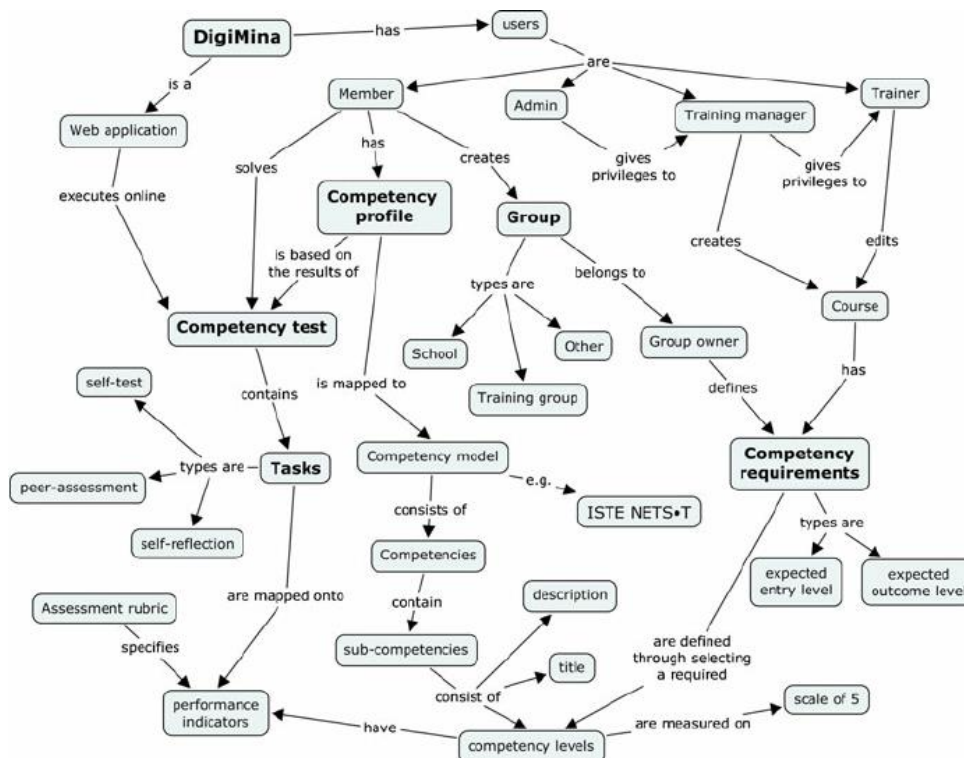 DigiMina
has
users
are
is a
Member
Admin
Training manager
Trainer
Web application
has
creates
gives
privileges to
gives
privileges to
solves
executes online
Competency
profile
Group
is based on
the results of
creates
edits
belongs to
types are
Competency test
School
Other
Training group
Group owner
Course
self-test
contains
is mapped to
defines
has
types are
Tasks
peer-assessment
self-reflection
Competency model
e.g.
ISTE NETS•T
Competency
requirements
consists of
types are
Competencies
expected
entry level
expected
outcome level
Assessment rubric
are mapped onto
contain
description
specifies
sub-competencies
title
are defined
through selecting
a required
consist of
scale of 5
performance
indicators
have
competency levels
are measured on